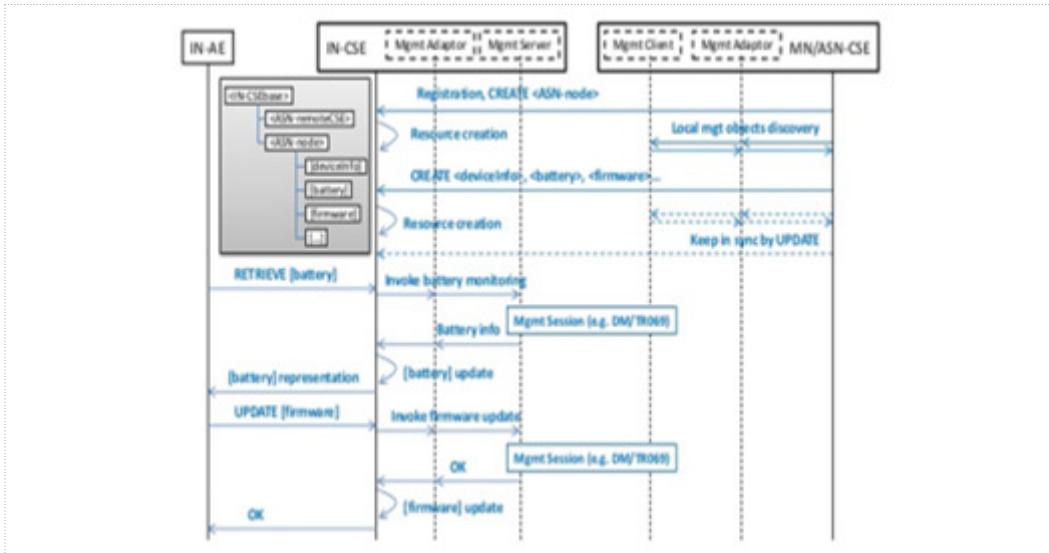 IN-AE
IN-CSE
Mgmt Adaptor
Mgmt Server
Mgmt Client
Mgmt Adaptor
MN/ASN-CSE
<IN-CSEbase>
<ASN-remoteCSE>
<ASN-node>
[deviceInfo]
[battery]
[firmware]
[...]
Registration, CREATE <ASN-node>
Resource creation
Local mgt objects discovery
CREATE <deviceInfo>, <battery>, <firmware>...
Resource creation
Keep in sync by UPDATE
RETRIEVE [battery]
Invoke battery monitoring
Mgmt Session (e.g. DM/TR069)
Battery info
[battery] update
[battery] representation
UPDATE [firmware]
Invoke firmware update
Mgmt Session (e.g. DM/TR069)
OK
[firmware] update
OK